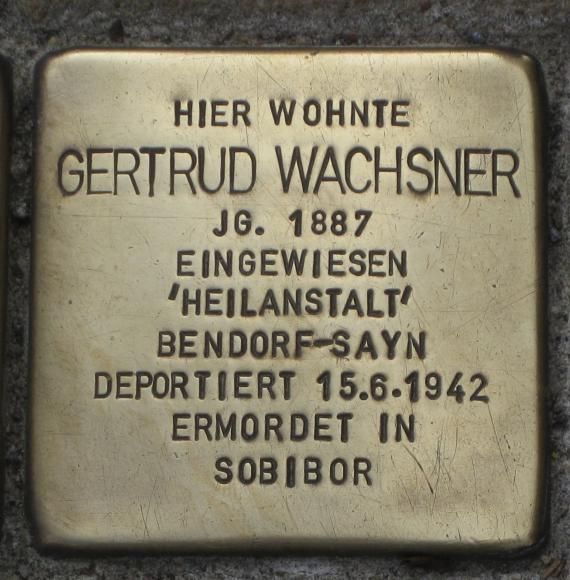 HIER WOHNTE
GERTRUD WACHSNER
JG. 1887
EINGEWIESEN
'HEILANSTALT'
BENDORF-SAYN
DEPORTIERT 15.6.1942
ERMORDET IN
SOBIBOR